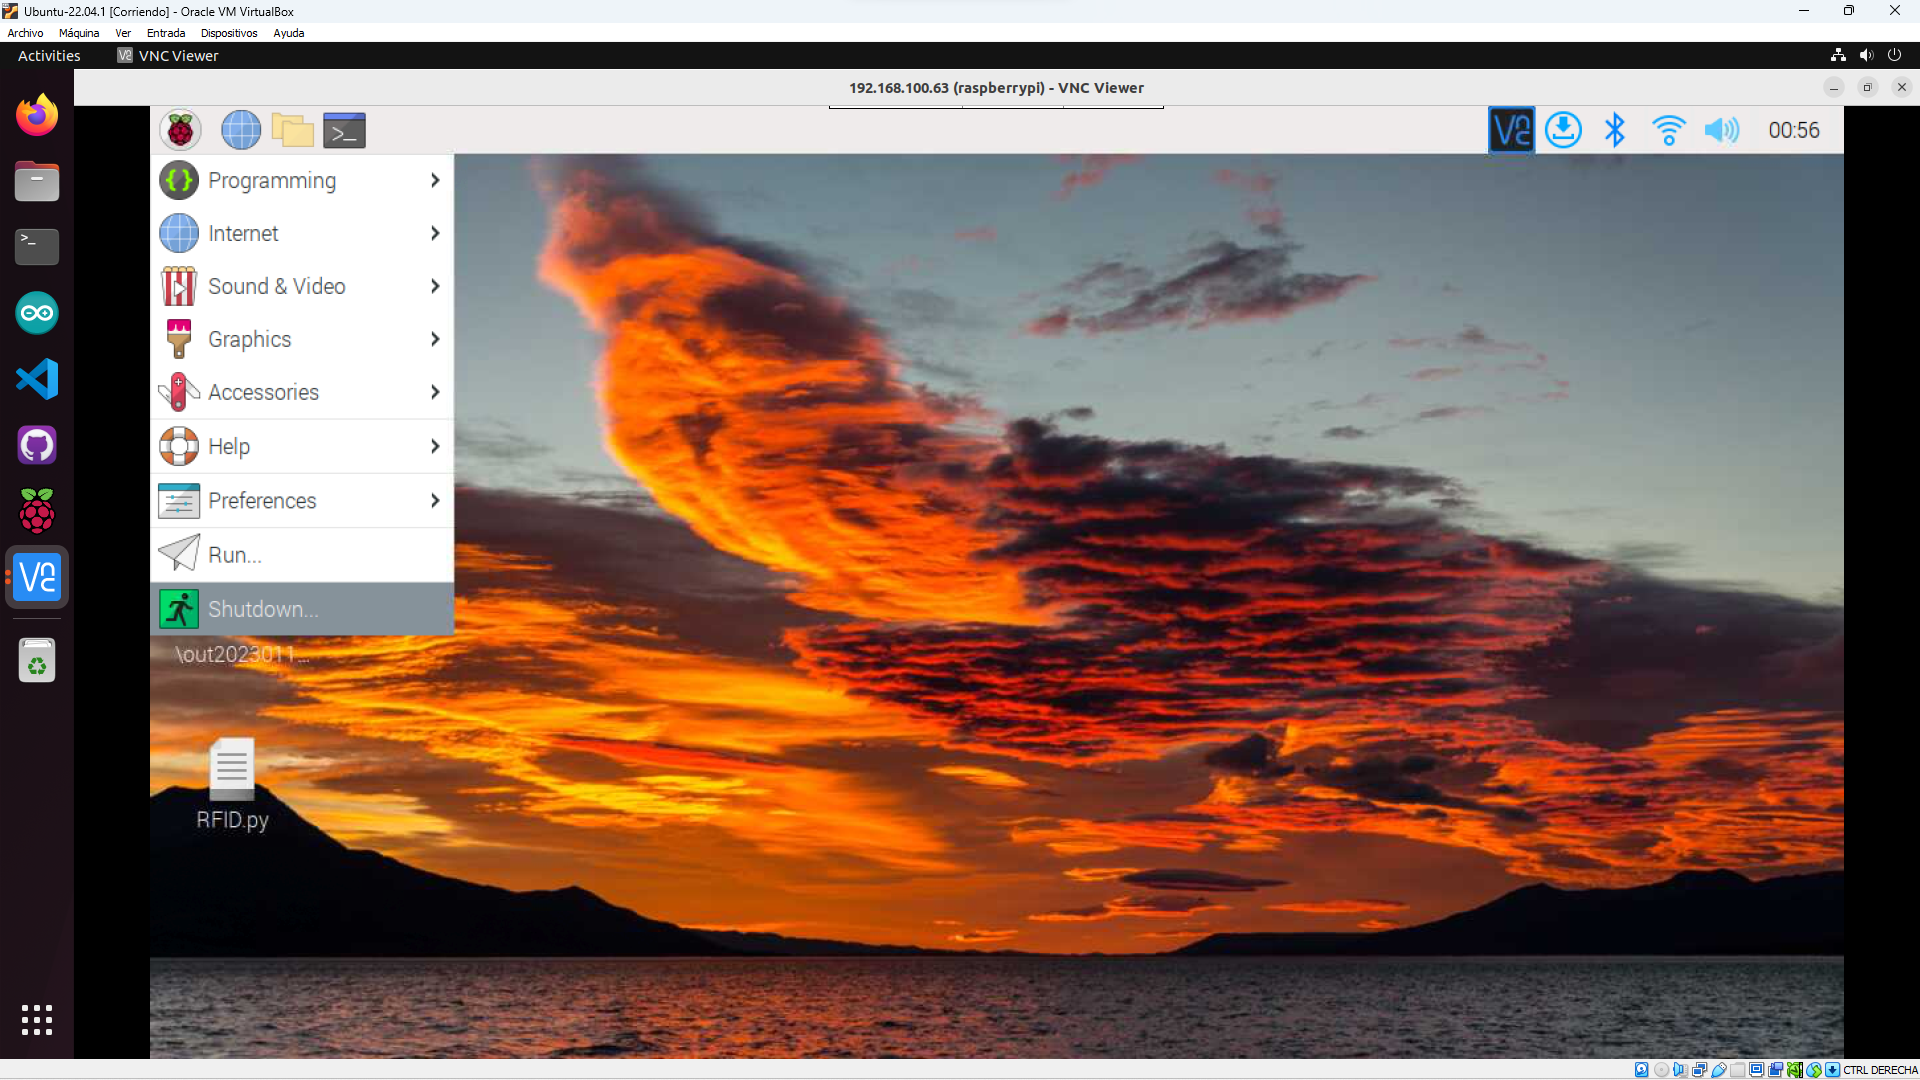 Ubuntu-22.04.1 [Corriendo] - Oracle VM VirtualBox
Archivo Máquina Ver Entrada Dispositivos Ayuda
Activities VNC Viewer
192.168.100.63 (raspberrypi) - VNC Viewer
00:56
Programming
Internet
Sound & Video
Graphics
Accessories
Help
Preferences
Run...
Shutdown...
\out2023011...
RFID.py
CTRL DERECHA